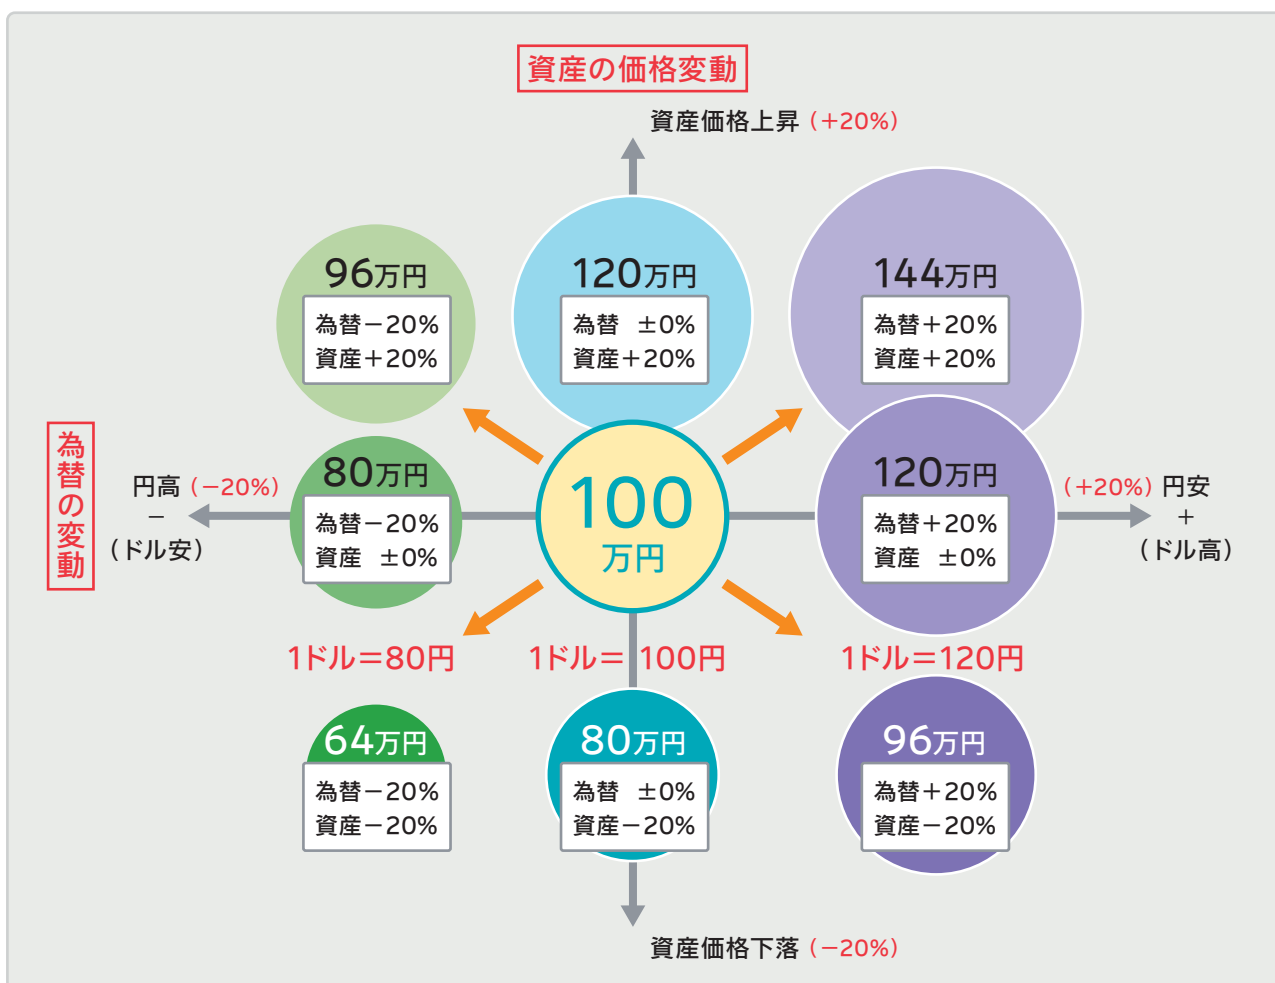 資産の価格変動
資産価格上昇(+20%)
96万円
為替-20%
資産+20%
120万円
為替 ±0%
資産+20%
144万円
為替+20%
資産+20%
為替の変動
円高(-20%)
-
(ドル安)
80万円
為替-20%
資産 ±0%
100
万円
120万円
為替+20%
資産 ±0%
(+20%)円安
+
(ドル高)
1ドル=80円
1ドル=100円
1ドル=120円
64万円
為替-20%
資産-20%
80万円
為替 ±0%
資産-20%
96万円
為替+20%
資産-20%
資産価格下落(-20%)